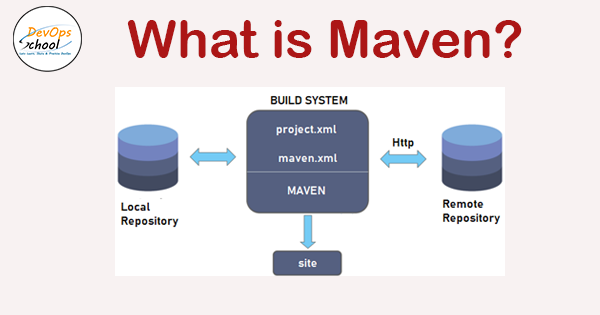 DevOps
School
What is Maven?
BUILD SYSTEM
project.xml
maven.xml
MAVEN
Http
Local
Repository
Remote
Repository
site